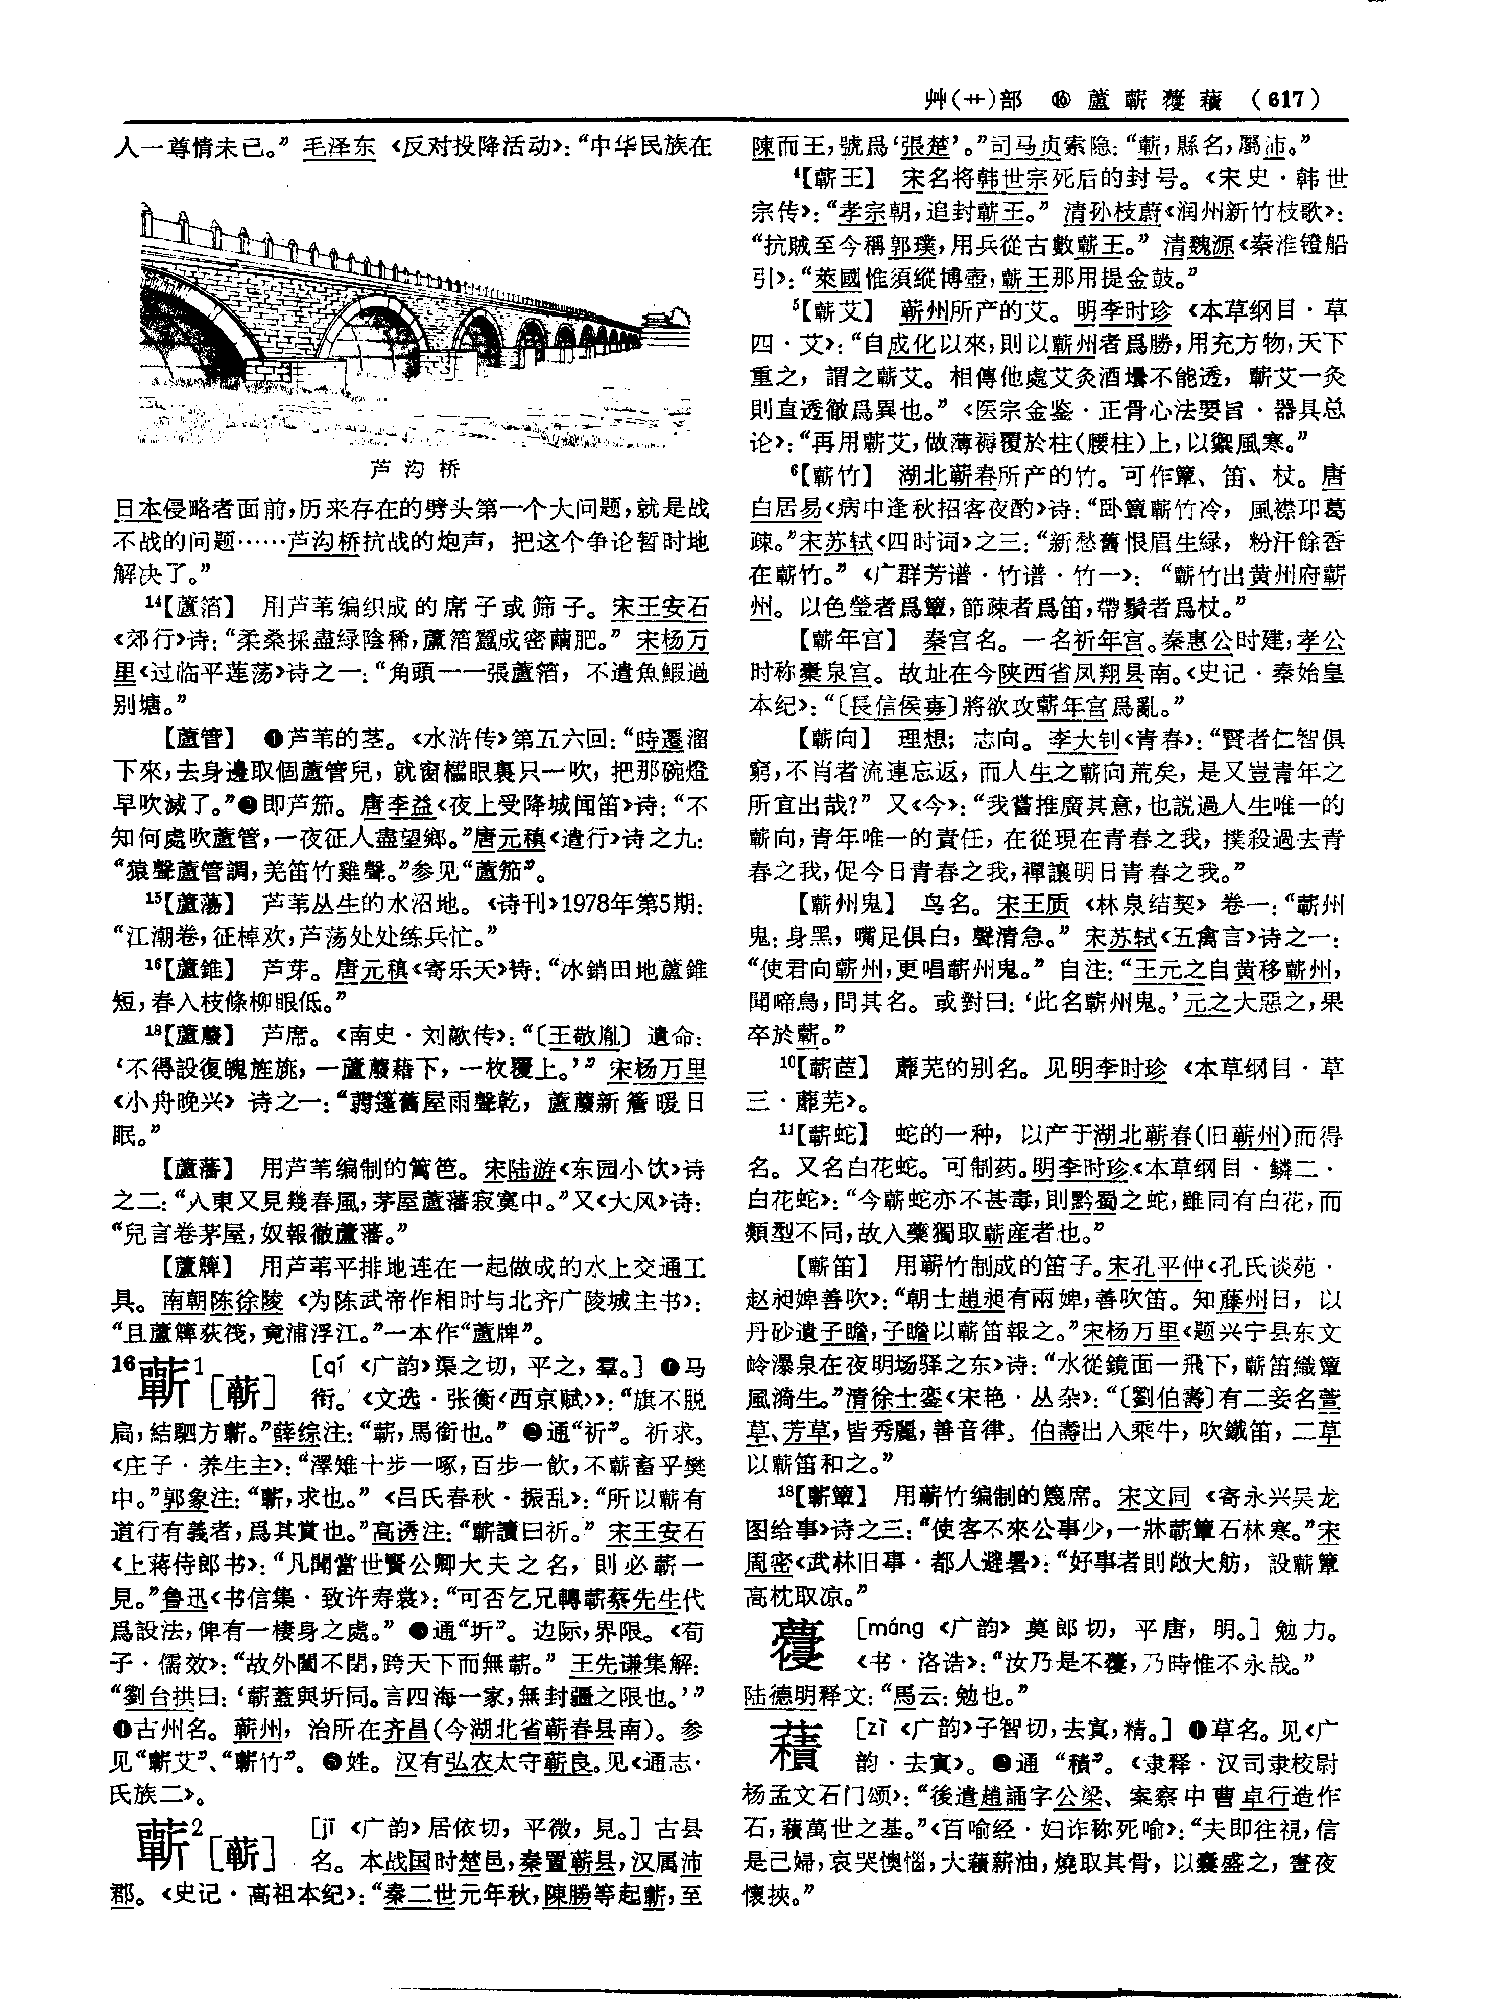 艸(艹)部 ⑯ 蘆蘄蘉䕲 (617)
人一尊情未已。” 毛泽东《反对投降活动》：“中华民族在
芦沟桥
日本侵略者面前，历来存在的劈头第一个大问题，就是战
不战的问题……芦沟桥抗战的炮声，把这个争论暂时地
解决了。”
¹⁴【蘆箔】 用芦苇编织成的席子或筛子。宋王安石
《郊行》诗：“柔桑採盡绿陰稀，蘆箔蠶成密繭肥。” 宋杨万
里《过临平莲荡》诗之一：“角頭一一張蘆箔，不遣魚鰕過
别塘。”
【蘆管】 ❶芦苇的茎。《水浒传》第五六回：“時遷溜
下來，去身邊取個蘆管兒，就窗櫺眼裏只一吹，把那碗燈
早吹滅了。”❷即芦笳。唐李益《夜上受降城闻笛》诗：“不
知何處吹蘆管，一夜征人盡望鄉。”唐元稹《遣行》诗之九：
“猿聲蘆管調，羌笛竹雞聲。”参见“蘆笳”。
¹⁵【蘆蕩】 芦苇丛生的水沼地。《诗刊》1978年第5期：
“江潮卷，征棹欢，芦荡处处练兵忙。”
¹⁶【蘆錐】 芦芽。唐元稹《寄乐天》诗：“冰銷田地蘆錐
短，春入枝條柳眼低。”
¹⁸【蘆蕟】 芦席。《南史·刘歊传》：“〔王敬胤〕遺命：
‘不得設復魄旌旐，一蘆蕟藉下，一枚覆上。’” 宋杨万里
《小舟晚兴》诗之一：“蒻篷舊屋雨聲乾，蘆蕟新簷暖日
眠。”
【蘆藩】 用芦苇编制的篱笆。宋陆游《东园小饮》诗
之二：“人東又見幾春風，茅屋蘆藩寂寞中。”又《大风》诗：
“兒言卷茅屋，奴報徹蘆藩。”
【蘆簰】 用芦苇平排地连在一起做成的水上交通工
具。南朝陈徐陵《为陈武帝作相时与北齐广陵城主书》：
“且蘆簰荻筏，竟浦浮江。”一本作“蘆牌”。
16蘄¹［蕲］ ［qí 《广韵》渠之切，平之，羣。］❶马
衔。《文选·张衡〈西京赋〉》：“旗不脱
扃，結駟方蘄。”薛综注：“蘄，馬銜也。” ❷通“祈”。祈求。
《庄子·养生主》：“澤雉十步一啄，百步一飲，不蘄畜乎樊
中。”郭象注：“蘄，求也。”《吕氏春秋·振乱》：“所以蘄有
道行有義者，爲其賞也。”高诱注：“蘄讀曰祈。” 宋王安石
《上蒋侍郎书》：“凡聞當世賢公卿大夫之名，則必蘄一
見。”鲁迅《书信集·致许寿裳》：“可否乞兄轉蘄蔡先生代
爲設法，俾有一棲身之處。” ❸通“圻”。边际，界限。《荀
子·儒效》：“故外闔不閉，跨天下而無蘄。” 王先谦集解：
“劉台拱曰：‘蘄蓋與圻同。言四海一家，無封疆之限也。’”
❹古州名。蕲州，治所在齐昌（今湖北省蕲春县南）。参
见“蘄艾”、“蘄竹”。❺姓。汉有弘农太守蘄良。见《通志·
氏族二》。
蘄²［蕲］ ［jī 《广韵》居依切，平微，見。］古县
名。本战国时楚邑，秦置蕲县，汉属沛
郡。《史记·高祖本纪》：“秦二世元年秋，陳勝等起蘄，至
陳而王，號爲‘張楚’。”司马贞索隐：“蘄，縣名，屬沛。”
⁴【蘄王】 宋名将韩世宗死后的封号。《宋史·韩世
宗传》：“孝宗朝，追封蘄王。” 清孙枝蔚《润州新竹枝歌》：
“抗賊至今稱郭璞，用兵從古數蘄王。” 清魏源《秦淮镫船
引》：“萊國惟須縱博壺，蘄王那用提金鼓。”
⁵【蘄艾】 蕲州所产的艾。明李时珍《本草纲目·草
四·艾》：“自成化以來，則以蘄州者爲勝，用充方物，天下
重之，謂之蘄艾。相傳他處艾灸酒罎不能透，蘄艾一灸
則直透徹爲異也。”《医宗金鉴·正骨心法要旨·器具总
论》：“再用蘄艾，做薄褥覆於柱（腰柱）上，以禦風寒。”
⁶【蘄竹】 湖北蕲春所产的竹。可作簟、笛、杖。唐
白居易《病中逢秋招客夜酌》诗：“卧簟蘄竹冷，風襟邛葛
疎。”宋苏轼《四时词》之三：“新愁舊恨眉生緑，粉汗餘香
在蘄竹。”《广群芳谱·竹谱·竹一》：“蘄竹出黄州府蘄
州。以色瑩者爲簟，節疎者爲笛，帶鬚者爲杖。”
【蘄年宫】 秦宫名。一名祈年宫。秦惠公时建，孝公
时称橐泉宫。故址在今陕西省凤翔县南。《史记·秦始皇
本纪》：“〔長信侯毐〕將欲攻蘄年宫爲亂。”
【蘄向】 理想；志向。李大钊《青春》：“賢者仁智俱
窮，不肖者流連忘返，而人生之蘄向荒矣，是又豈青年之
所宜出哉？” 又《今》：“我嘗推廣其意，也説過人生唯一的
蘄向，青年唯一的責任，在從現在青春之我，撲殺過去青
春之我，促今日青春之我，禪讓明日青春之我。”
【蘄州鬼】 鸟名。宋王质《林泉结契》卷一：“蘄州
鬼：身黑，嘴足俱白，聲清急。” 宋苏轼《五禽言》诗之一：
“使君向蘄州，更唱蘄州鬼。” 自注：“王元之自黄移蘄州，
聞啼鳥，問其名。或對曰：‘此名蘄州鬼。’元之大惡之，果
卒於蘄。”
¹⁰【蘄茝】 蘼芜的别名。见明李时珍《本草纲目·草
三·蘼芜》。
¹¹【蘄蛇】 蛇的一种，以产于湖北蕲春（旧蕲州）而得
名。又名白花蛇。可制药。明李时珍《本草纲目·鳞二·
白花蛇》：“今蘄蛇亦不甚毒，則黔蜀之蛇，雖同有白花，而
類型不同，故入藥獨取蘄産者也。”
【蘄笛】 用蕲竹制成的笛子。宋孔平仲《孔氏谈苑·
赵昶婢善吹》：“朝士趙昶有兩婢，善吹笛。知藤州日，以
丹砂遺子瞻，子瞻以蘄笛報之。”宋杨万里《题兴宁县东文
岭瀑泉在夜明场驿之东》诗：“水從鏡面一飛下，蘄笛織簟
風漪生。”清徐士銮《宋艳·丛杂》：“〔劉伯壽〕有二妾名萱
草、芳草，皆秀麗，善音律。伯壽出入乘牛，吹鐵笛，二草
以蘄笛和之。”
¹⁸【蘄簟】 用蕲竹编制的篾席。宋文同《寄永兴吴龙
图给事》诗之三：“使客不來公事少，一牀蘄簟石林寒。”宋
周密《武林旧事·都人避暑》：“好事者則敞大舫，設蘄簟
高枕取凉。”
蘉 ［máng 《广韵》莫郎切，平唐，明。］勉力。
《书·洛诰》：“汝乃是不蘉，乃時惟不永哉。”
陆德明释文：“馬云：勉也。”
䕲 ［zì 《广韵》子智切，去寘，精。］❶草名。见《广
韵·去寘》。❷通“積”。《隶释·汉司隶校尉
杨孟文石门颂》：“後遣趙誦字公梁、案察中曹卓行造作
石，䕲萬世之基。”《百喻经·妇诈称死喻》：“夫即往視，信
是己婦，哀哭懊惱，大䕲薪油，燒取其骨，以囊盛之，晝夜
懷挾。”